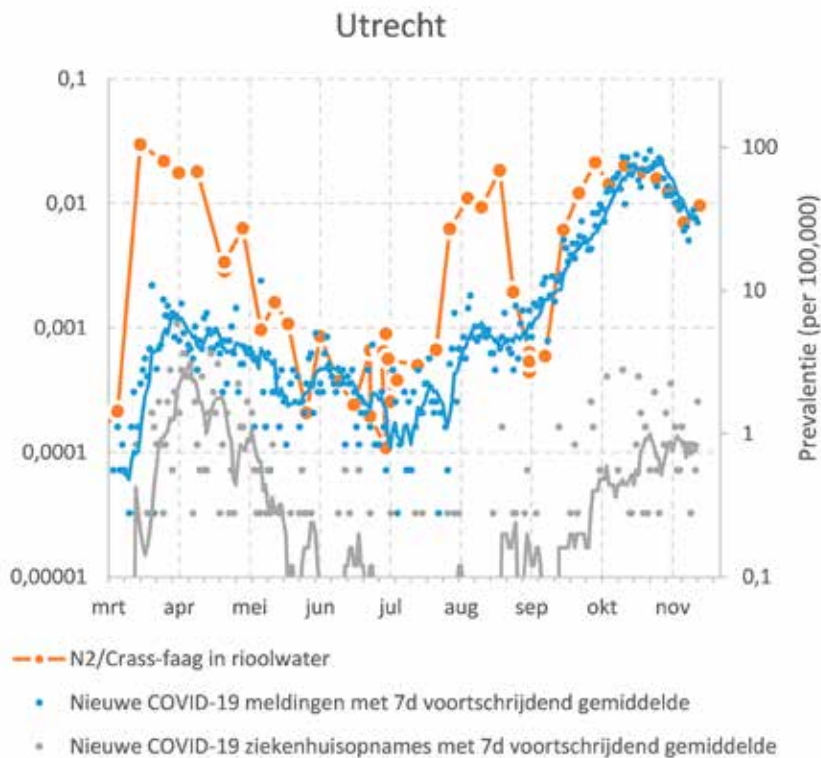 Utrecht
0,1
0,01
0,001
0,0001
0,00001
100
10
1
0,1
Prevalentie (per 100,000)
mrt apr mei jun jul aug sep okt nov
N2/Crass-faag in rioolwater
Nieuwe COVID-19 meldingen met 7d voortschrijdend gemiddelde
Nieuwe COVID-19 ziekenhuisopnames met 7d voortschrijdend gemiddelde